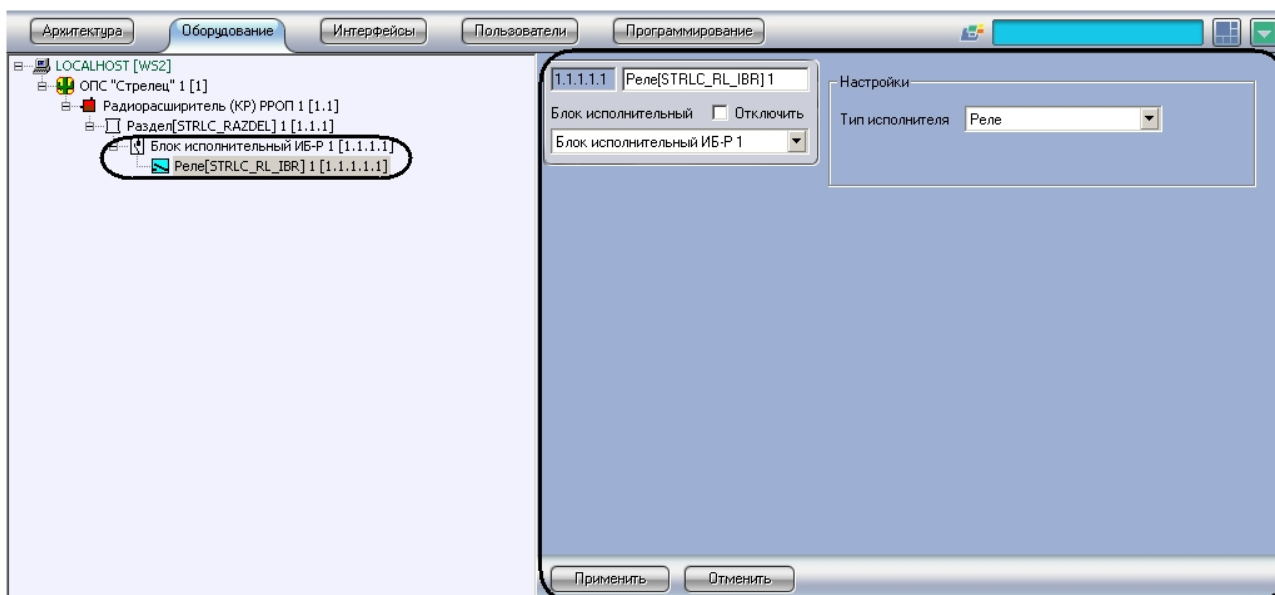 Архитектура Оборудование Интерфейсы Пользователи Программирование
LOCALHOST [WS2]
ОПС "Стрелец" 1 [1]
Радиорасширитель (КР) РРОП 1 [1.1]
Раздел[STRLC_RAZDEL] 1 [1.1.1]
Блок исполнительный ИБ-Р 1 [1.1.1.1]
Реле[STRLC_RL_IBR] 1 [1.1.1.1.1]
1.1.1.1.1 Реле[STRLC_RL_IBR] 1
Блок исполнительный Отключить
Блок исполнительный ИБ-Р 1
Настройки
Тип исполнителя Реле
Применить Отменить